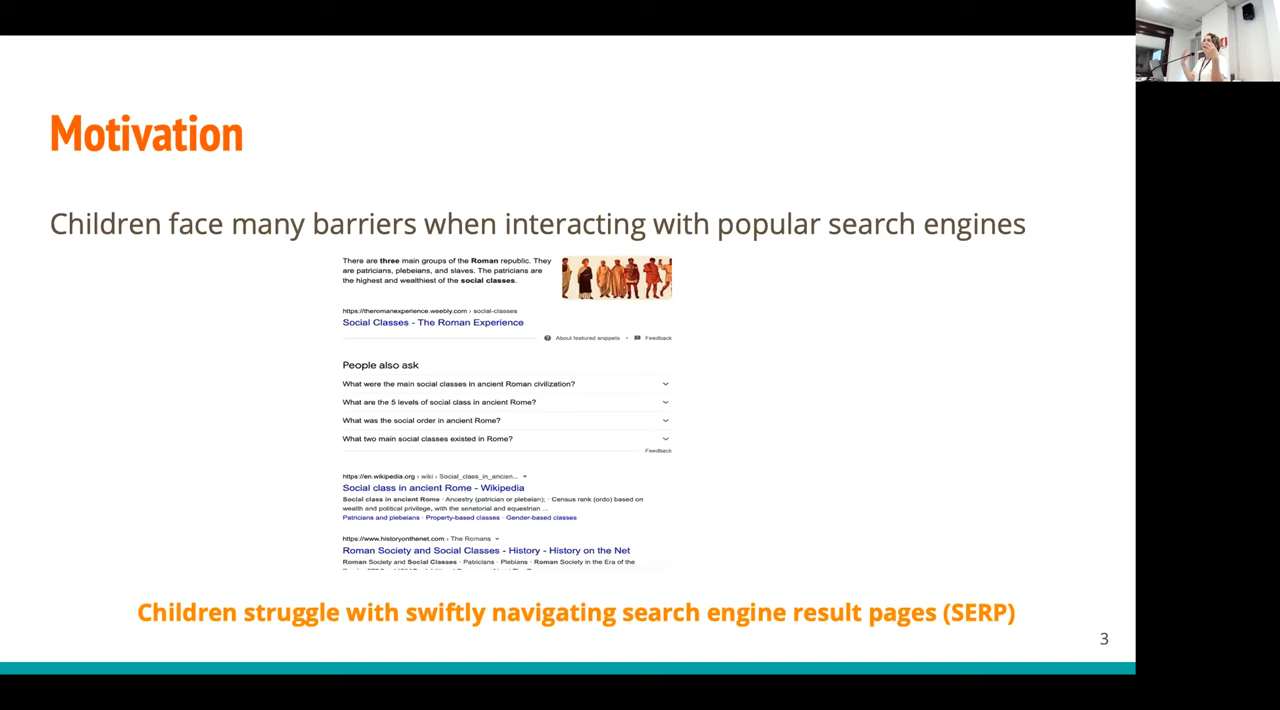 Motivation
Children face many barriers when interacting with popular search engines
There are three main groups of the Roman republic. They
are patricians, plebeians, and slaves. The patricians are
the highest and wealthiest of the social classes.
https://theromanexperience.weebly.com › social-classes
Social Classes - The Roman Experience
About featured snippets • Feedback
People also ask
What were the main social classes in ancient Roman civilization?
What are the 5 levels of social class in ancient Rome?
What was the social order in ancient Rome?
What two main social classes existed in Rome?
Feedback
https://en.wikipedia.org › wiki › Social_class_in_ancien...
Social class in ancient Rome - Wikipedia
Social class in ancient Rome · Ancestry (patrician or plebeian); · Census rank (ordo) based on
wealth and political privilege, with the senatorial and equestrian ...
Patricians and plebeians · Property-based classes · Gender-based classes
https://www.historyonthenet.com › The Romans
Roman Society and Social Classes - History - History on the Net
Roman Society and Social Classes · Patricians · Plebians · Roman Society in the Era of the
Children struggle with swiftly navigating search engine result pages (SERP)
3